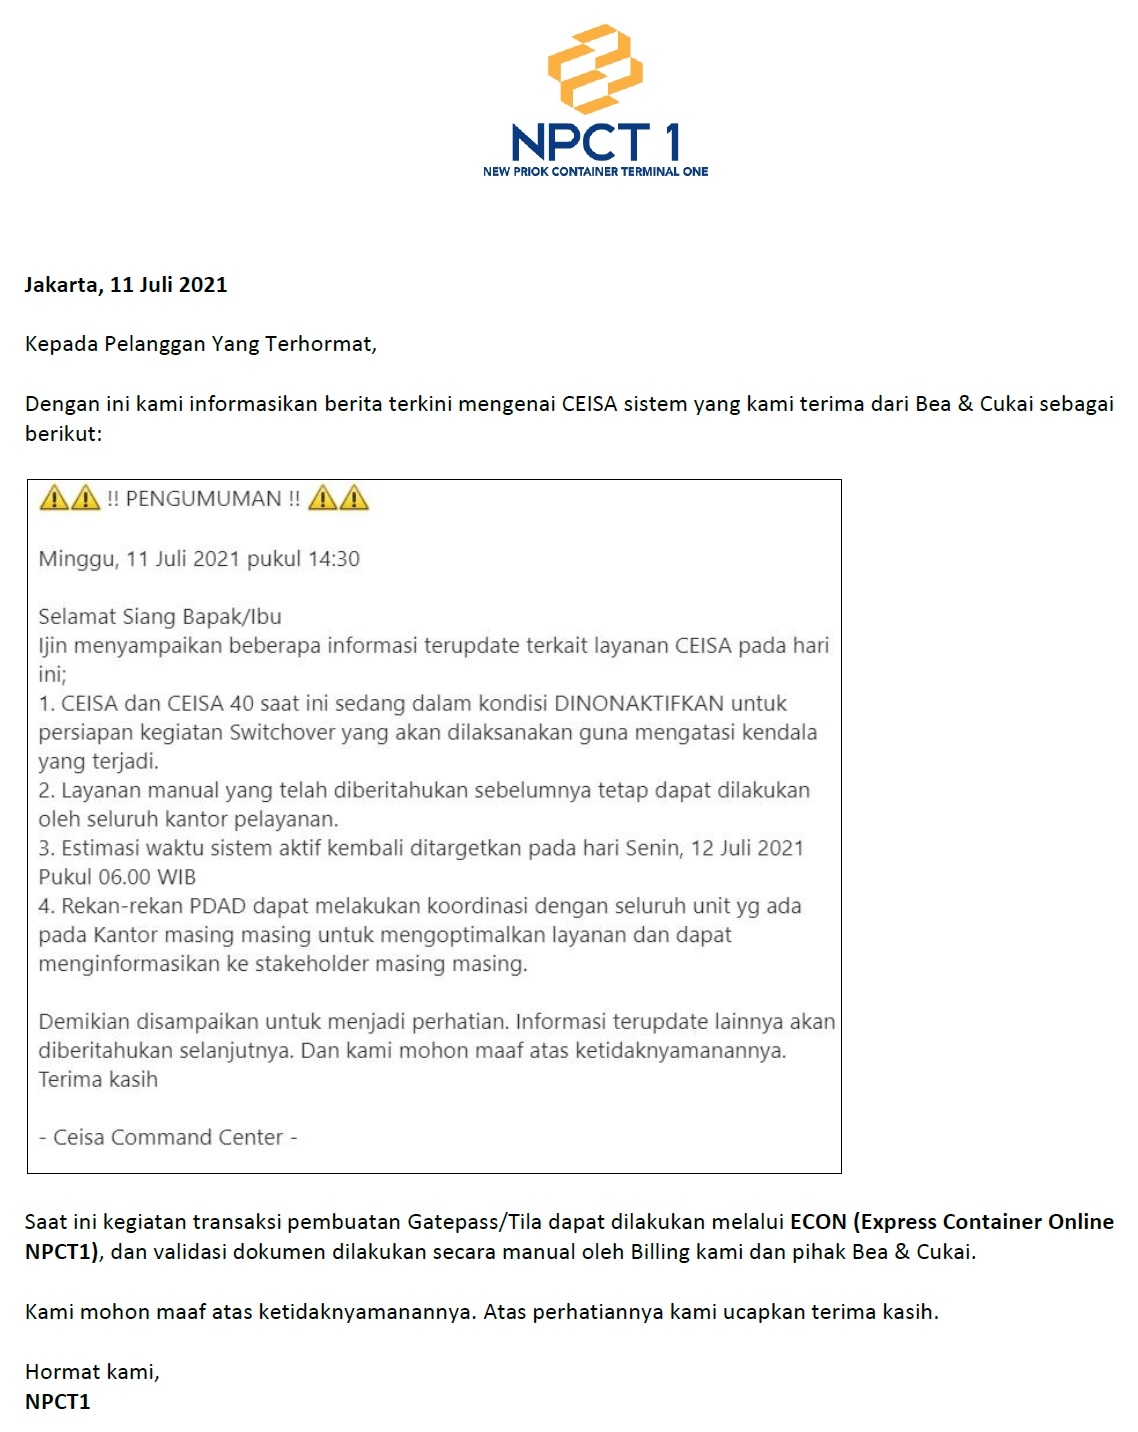 NPCT 1
NEW PRIOK CONTAINER TERMINAL ONE
Jakarta, 11 Juli 2021
Kepada Pelanggan Yang Terhormat,
Dengan ini kami informasikan berita terkini mengenai CEISA sistem yang kami terima dari Bea & Cukai sebagai
berikut:
⚠️⚠️ !! PENGUMUMAN !! ⚠️⚠️
Minggu, 11 Juli 2021 pukul 14:30
Selamat Siang Bapak/Ibu
Ijin menyampaikan beberapa informasi terupdate terkait layanan CEISA pada hari
ini;
1. CEISA dan CEISA 40 saat ini sedang dalam kondisi DINONAKTIFKAN untuk
persiapan kegiatan Switchover yang akan dilaksanakan guna mengatasi kendala
yang terjadi.
2. Layanan manual yang telah diberitahukan sebelumnya tetap dapat dilakukan
oleh seluruh kantor pelayanan.
3. Estimasi waktu sistem aktif kembali ditargetkan pada hari Senin, 12 Juli 2021
Pukul 06.00 WIB
4. Rekan-rekan PDAD dapat melakukan koordinasi dengan seluruh unit yg ada
pada Kantor masing masing untuk mengoptimalkan layanan dan dapat
menginformasikan ke stakeholder masing masing.
Demikian disampaikan untuk menjadi perhatian. Informasi terupdate lainnya akan
diberitahukan selanjutnya. Dan kami mohon maaf atas ketidaknyamanannya.
Terima kasih
- Ceisa Command Center -
Saat ini kegiatan transaksi pembuatan Gatepass/Tila dapat dilakukan melalui ECON (Express Container Online
NPCT1), dan validasi dokumen dilakukan secara manual oleh Billing kami dan pihak Bea & Cukai.
Kami mohon maaf atas ketidaknyamanannya. Atas perhatiannya kami ucapkan terima kasih.
Hormat kami,
NPCT1